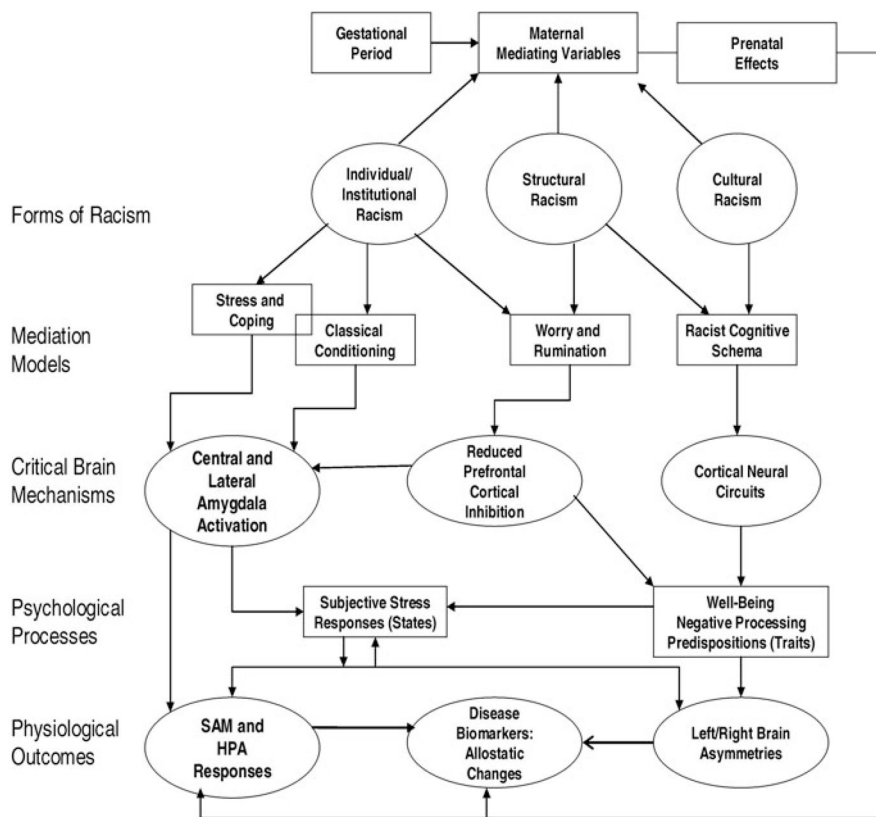 Gestational
Period
Maternal
Mediating Variables
Prenatal
Effects
Forms of Racism
Individual/
Institutional
Racism
Structural
Racism
Cultural
Racism
Mediation
Models
Stress and
Coping
Classical
Conditioning
Worry and
Rumination
Racist Cognitive
Schema
Critical Brain
Mechanisms
Central and
Lateral
Amygdala
Activation
Reduced
Prefrontal
Cortical
Inhibition
Cortical Neural
Circuits
Psychological
Processes
Subjective Stress
Responses (States)
Well-Being
Negative Processing
Predispositions (Traits)
Physiological
Outcomes
SAM and
HPA
Responses
Disease
Biomarkers:
Allostatic
Changes
Left/Right Brain
Asymmetries